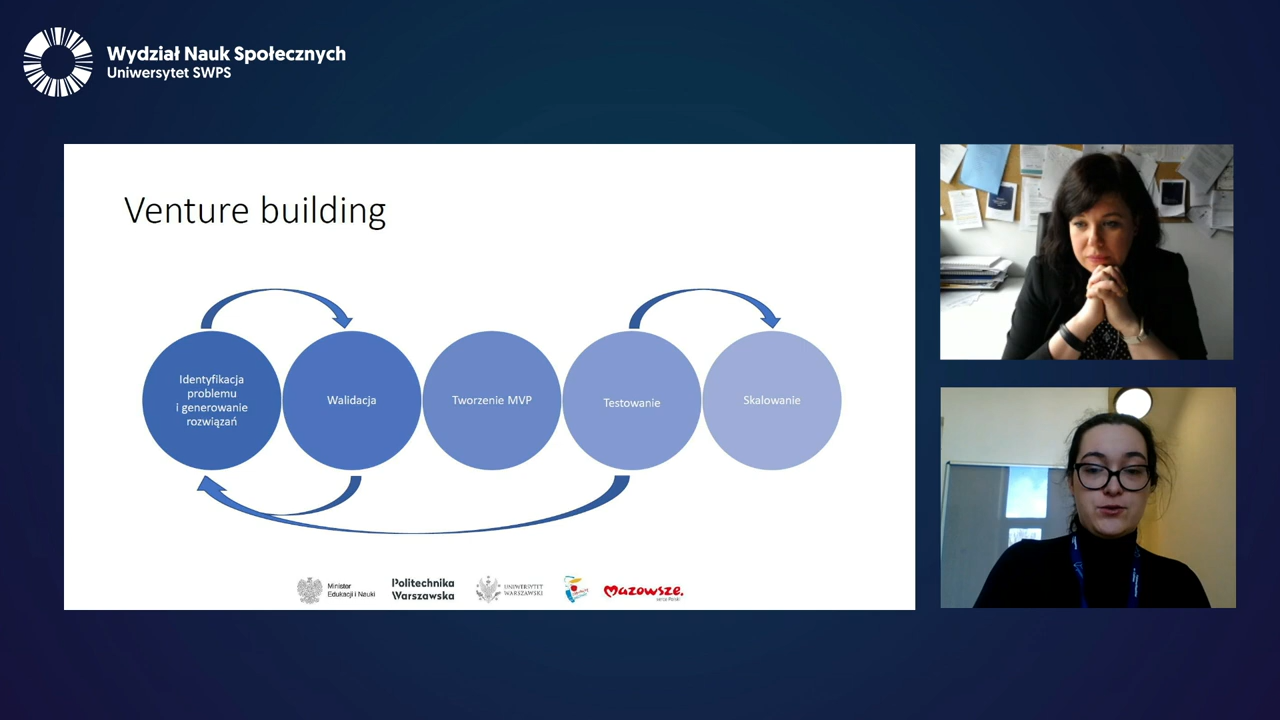 Wydział Nauk Społecznych
Uniwersytet SWPS
Venture building
Identyfikacja
problemu
i generowanie
rozwiązań
Walidacja
Tworzenie MVP
Testowanie
Skalowanie
Minister
Edukacji i Nauki
Politechnika
Warszawska
UNIWERSYTET
WARSZAWSKI
Mazowsze.
serce Polski